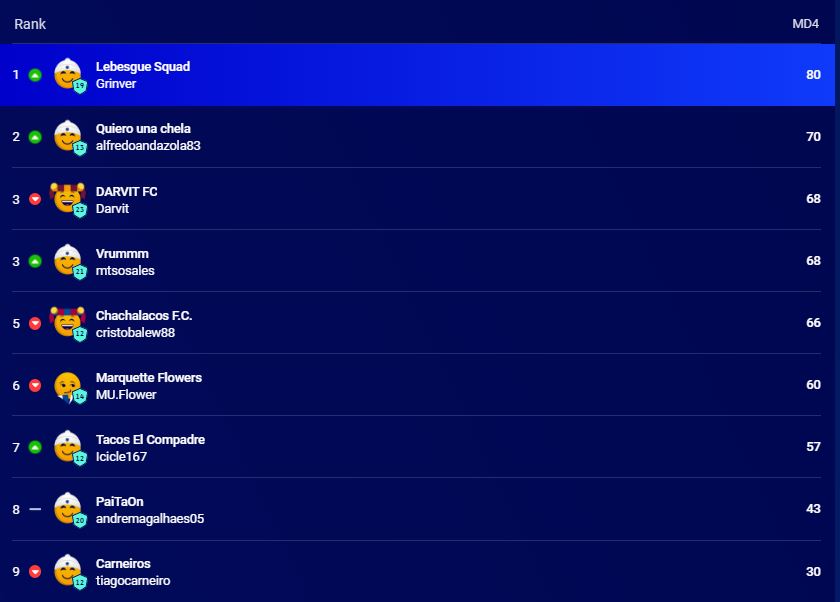 Rank MD4
1 19 Lebesgue Squad 80
Grinver
2 13 Quiero una chela 70
alfredoandazola83
3 23 DARVIT FC 68
Darvit
3 21 Vrummm 68
mtsosales
5 12 Chachalacos F.C. 66
cristobalew88
6 14 Marquette Flowers 60
MU.Flower
7 12 Tacos El Compadre 57
Icicle167
8 20 PaiTaOn 43
andremagalhaes05
9 12 Carneiros 30
tiagocarneiro